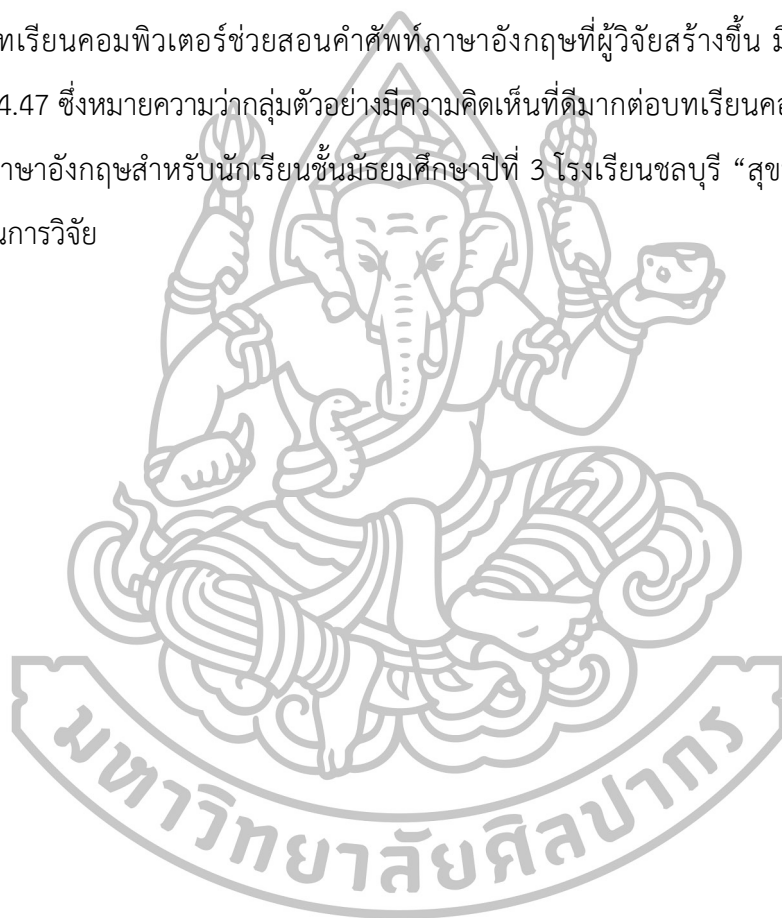 ทเรียนคอมพิวเตอร์ช่วยสอนคำศัพท์ภาษาอังกฤษที่ผู้วิจัยสร้างขึ้น
4.47 ซึ่งหมายความว่ากลุ่มตัวอย่างมีความคิดเห็นที่ดีมากต่อบทเรียน
าษาอังกฤษสำหรับนักเรียนชั้นมัธยมศึกษาปีที่ 3 โรงเรียนชลบุรี “สุข
นการวิจัย
มหาวิทยาลัยศิลปากร